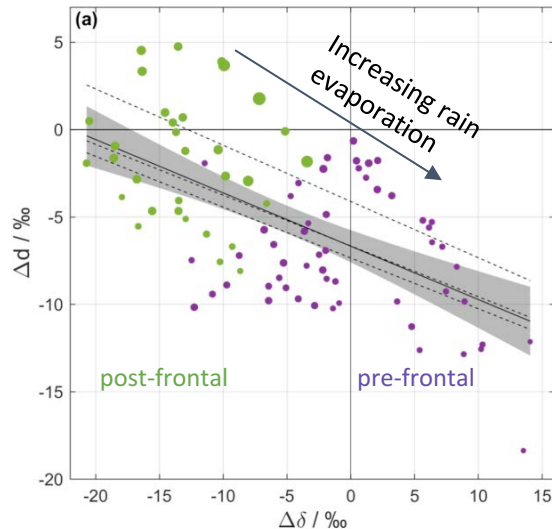 (a)
Increasing rain
evaporation
5
0
-5
-10
-15
-20
Δd / ‰
post-frontal
pre-frontal
-20 -15 -10 -5 0 5 10 15
Δδ / ‰